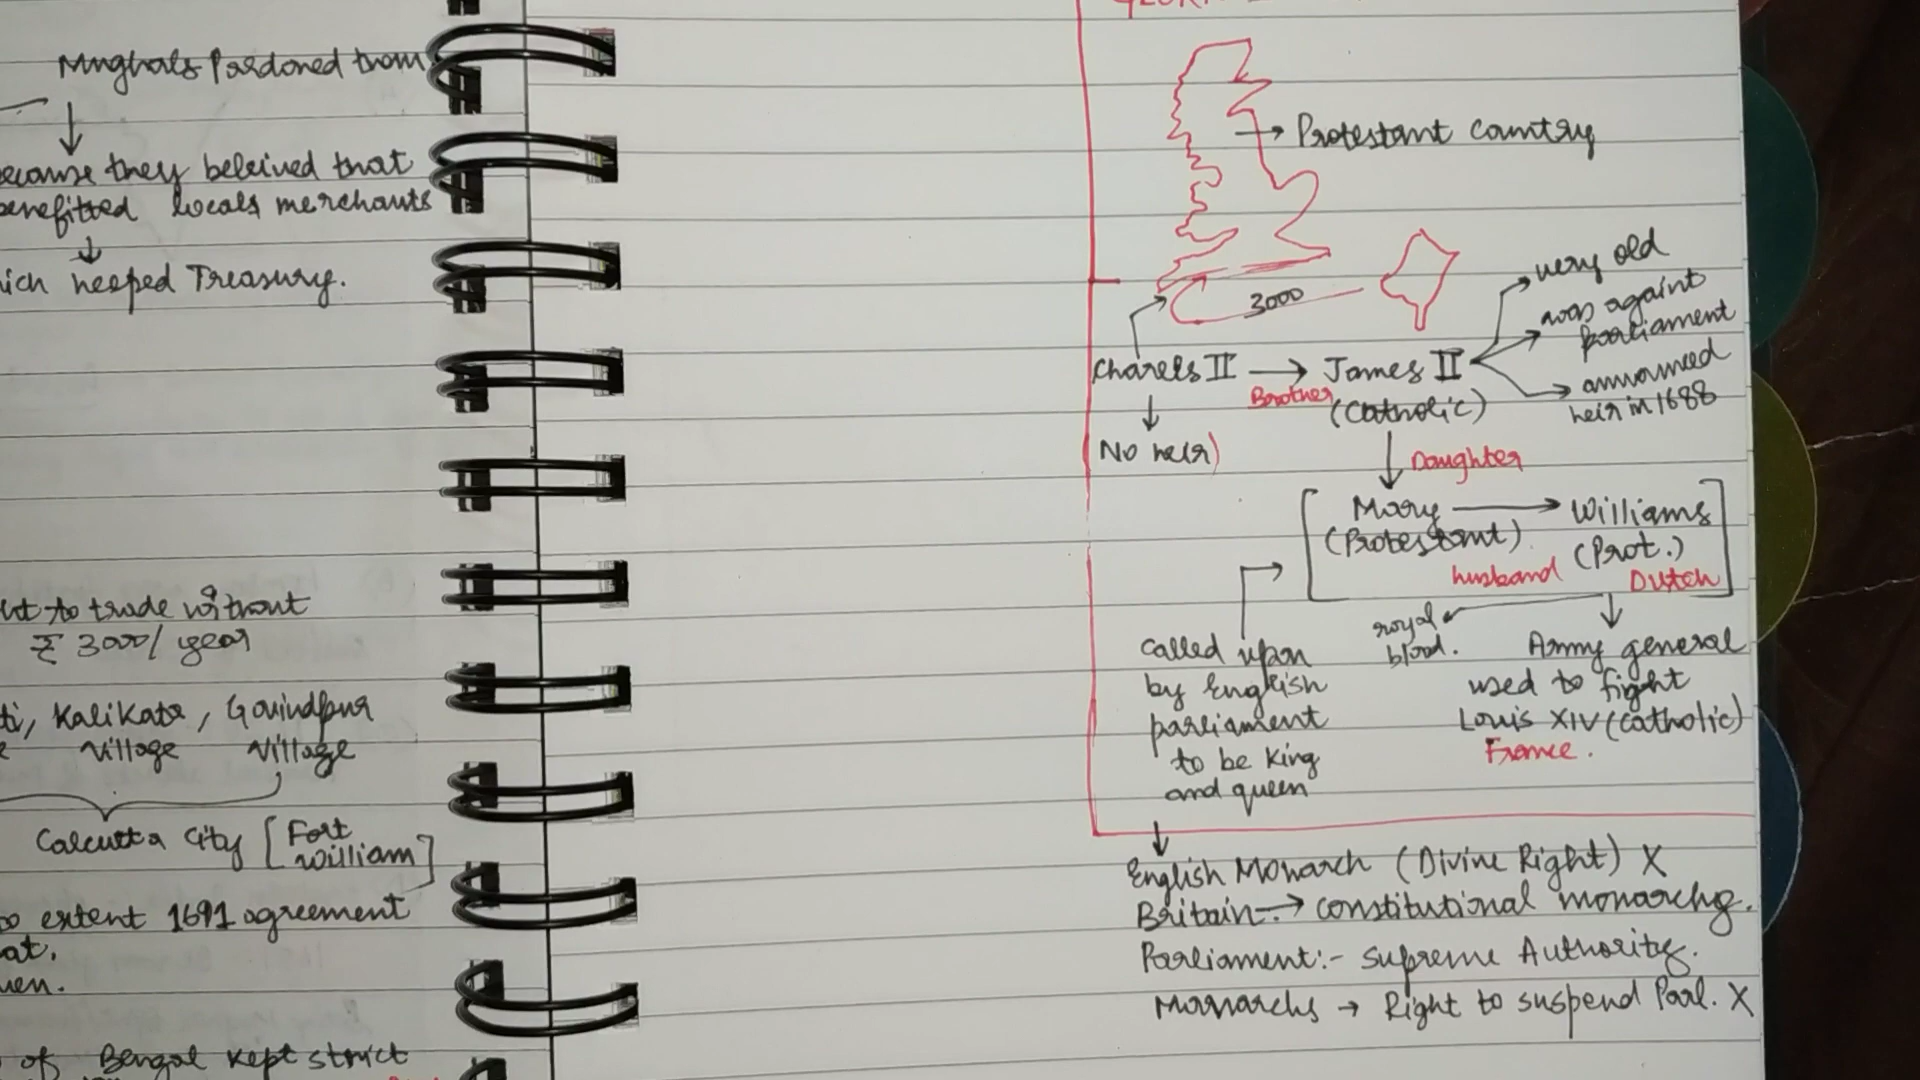 Mughals Pardoned
because they beleived that
benefitted locals merchants
which heeped Treasury.
to trade without
₹ 3000/ year
Kalikata, Govindpur
village village
Calcutta City [Fort
william]
extent 1691 agreement
of Bengal kept strict
→ Protestant country
3000
Charels II → James II
Brother
(Catholic)
very old
was againt
parliament
announced
heir in 1688
(No heir)
Daughter
[Mary → Williams]
(Protestant) (Prot.)
husband Dutch
royal
blood.
Army general
used to fight
Louis XIV (Catholic)
France.
Called upon
by English
parliament
to be King
and queen
English Monarch (Divine Right) X
Britain:→ constitutional monarchy.
Parliament:- Supreme Authority.
Monarchs → Right to suspend Parl. X